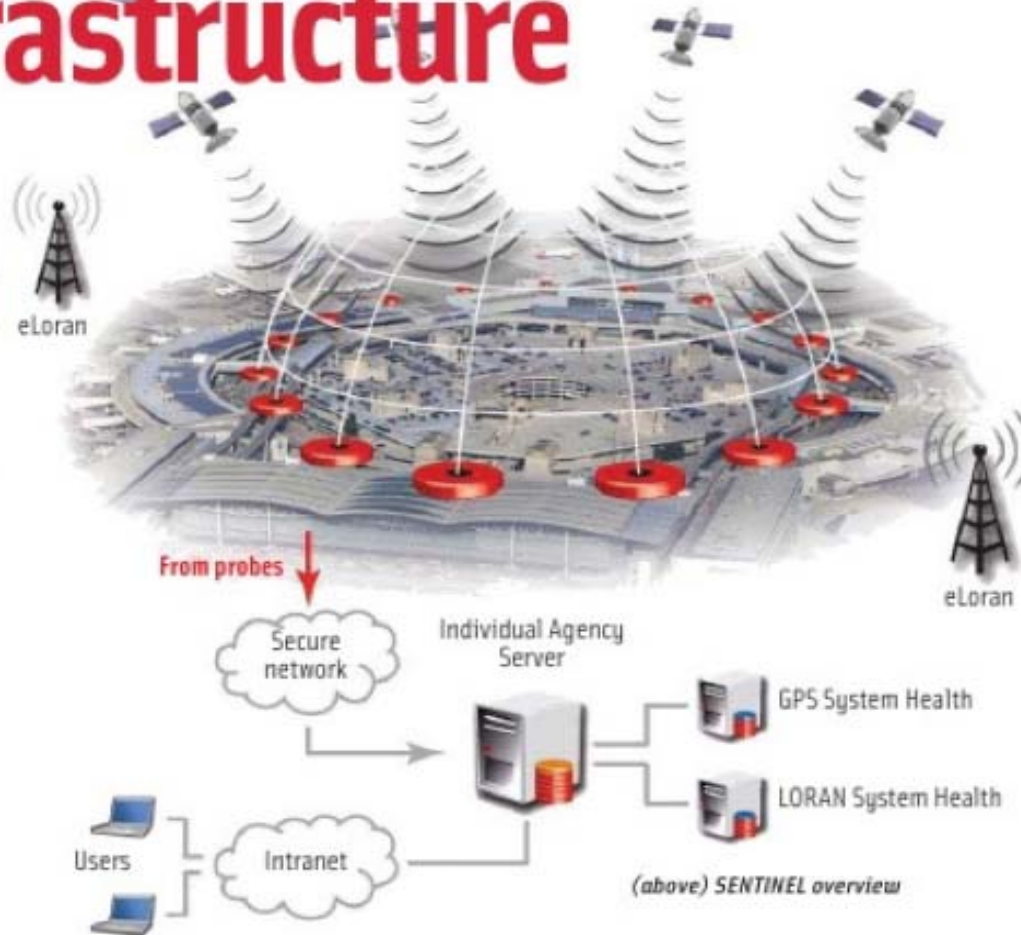 eLoran
eLoran
From probes
Secure
network
Individual Agency
Server
GPS System Health
LORAN System Health
Users
Intranet
(above) SENTINEL overview